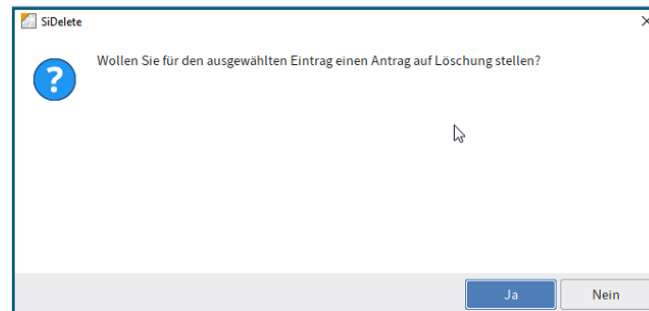 SiDelete
Wollen Sie für den ausgewählten Eintrag einen Antrag auf Löschung stellen?
?
Ja
Nein